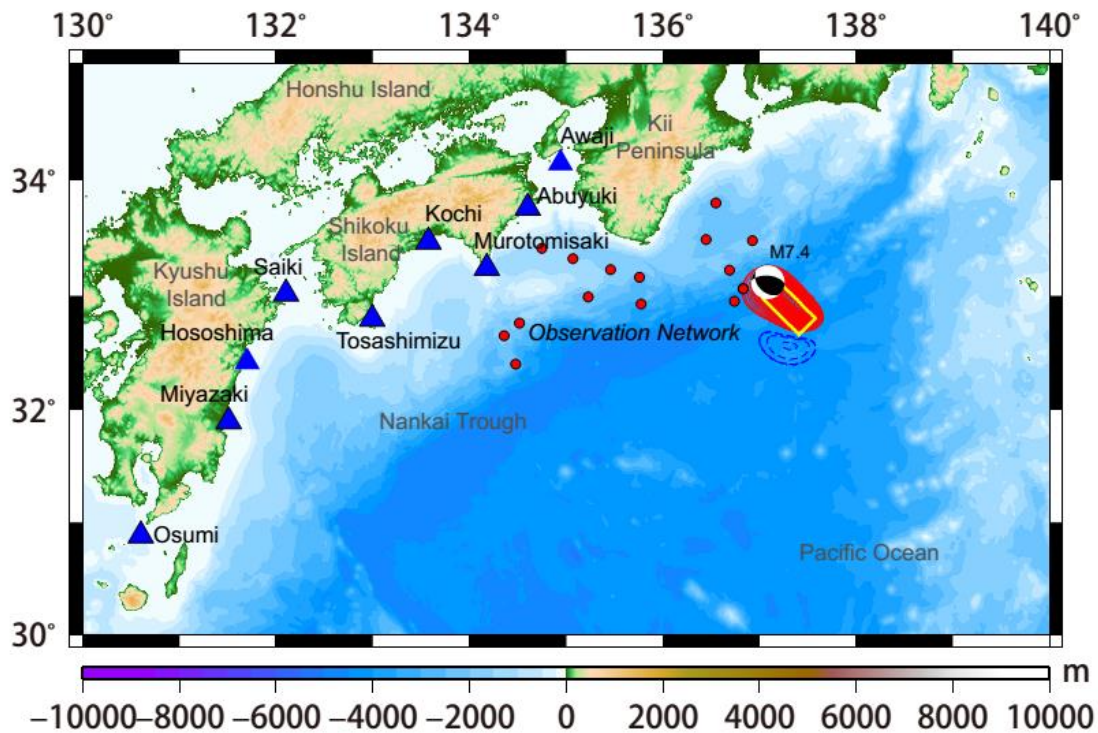 130° 132° 134° 136° 138° 140°
Honshu Island
Awaji
Kii
Peninsula
34°
Abuyuki
Shikoku
Island
Kochi
Murotomisaki
M7.4
Kyushu
Island
Saiki
Hososhima
Tosashimizu
Observation Network
Miyazaki
32°
Nankai Trough
Osumi
Pacific Ocean
30°
m
−10000 −8000 −6000 −4000 −2000 0 2000 4000 6000 8000 10000